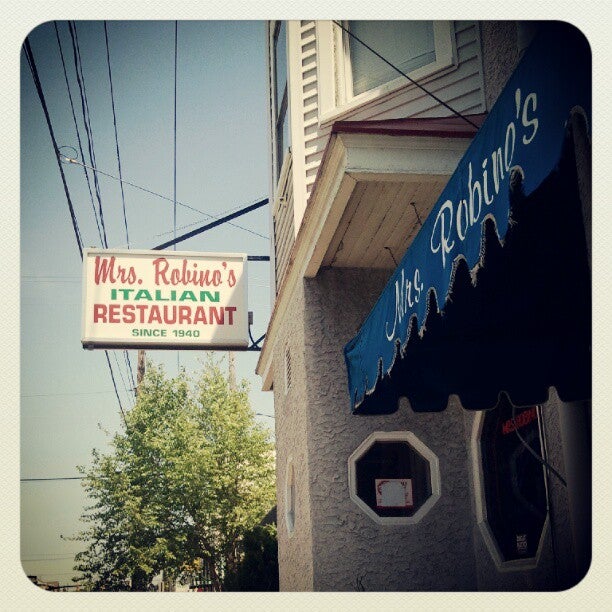 Mrs. Robino's
ITALIAN
RESTAURANT
SINCE 1940
Mrs. Robino's